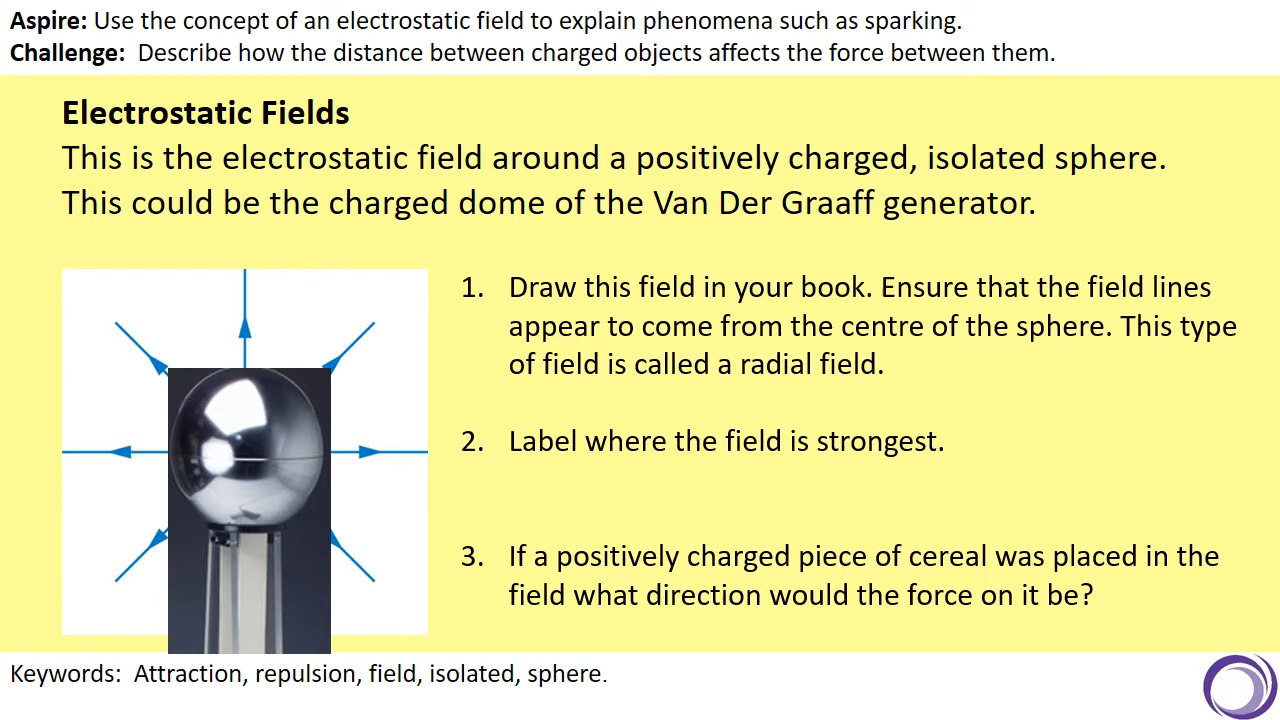 Aspire: Use the concept of an electrostatic field to explain phenomena such as sparking.
Challenge:  Describe how the distance between charged objects affects the force between them.
Electrostatic Fields
This is the electrostatic field around a positively charged, isolated sphere.
This could be the charged dome of the Van Der Graaff generator.
1. Draw this field in your book. Ensure that the field lines
appear to come from the centre of the sphere. This type
of field is called a radial field.
2. Label where the field is strongest.
3. If a positively charged piece of cereal was placed in the
field what direction would the force on it be?
Keywords:  Attraction, repulsion, field, isolated, sphere.